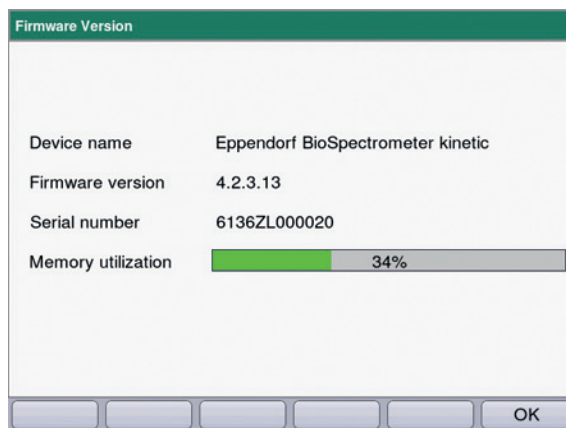 Firmware Version
Device name Eppendorf BioSpectrometer kinetic
Firmware version 4.2.3.13
Serial number 6136ZL000020
Memory utilization 34%
OK